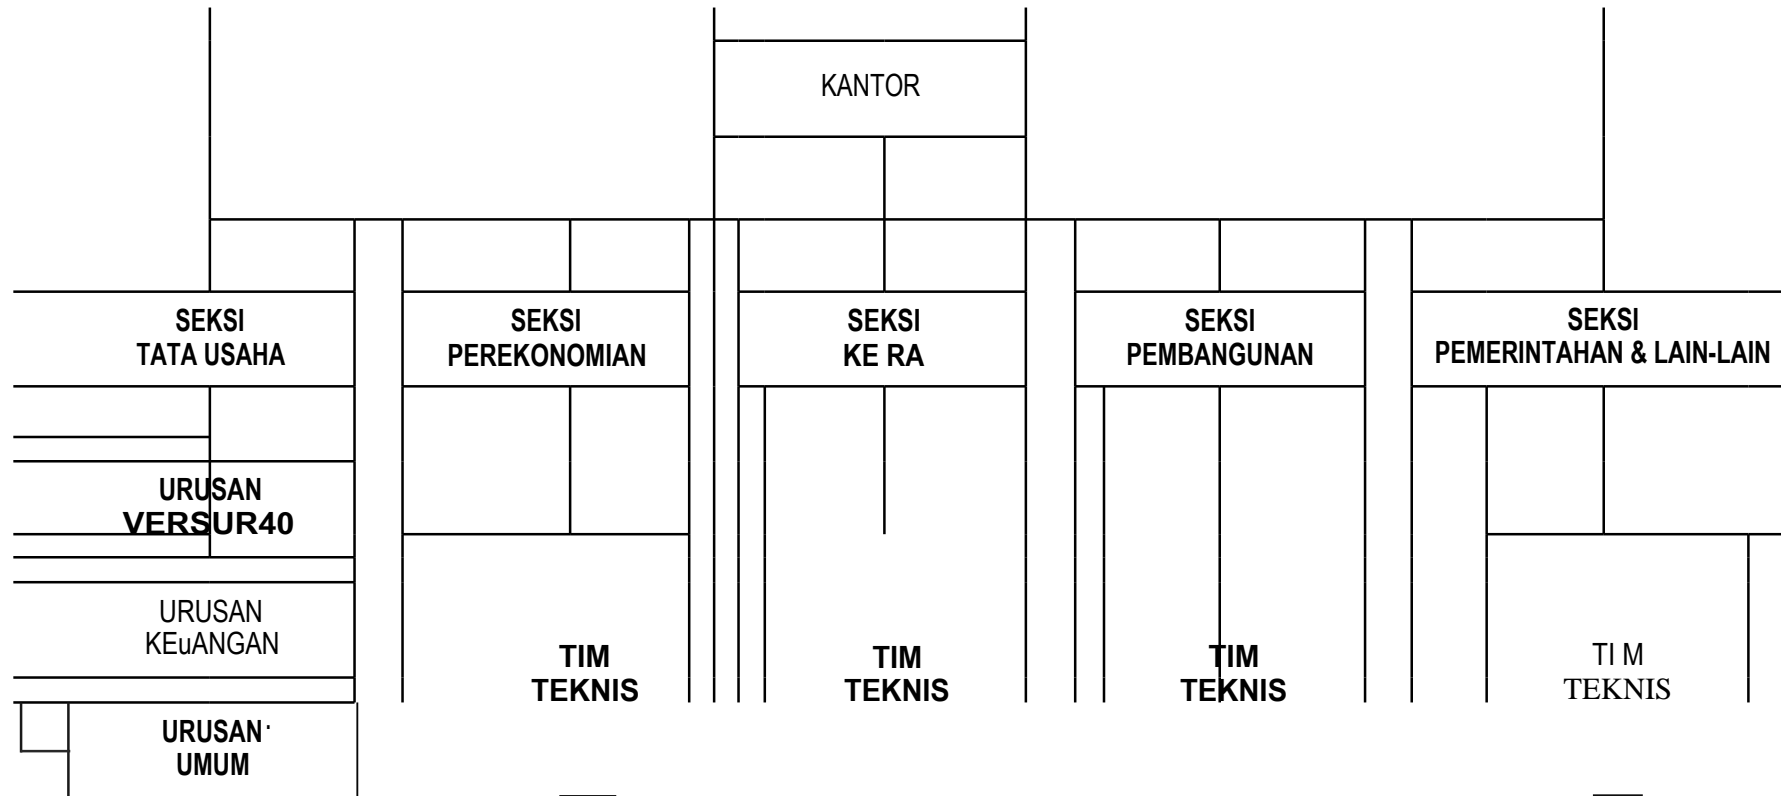 KANTOR
SEKSI
TATA USAHA
SEKSI
PEREKONOMIAN
SEKSI
KE RA
SEKSI
PEMBANGUNAN
SEKSI
PEMERINTAHAN & LAIN-LAIN
URUSAN
VERSUR40
URUSAN
KEuANGAN
TIM
TEKNIS
TIM
TEKNIS
TIM
TEKNIS
TI M
TEKNIS
URUSAN·
UMUM